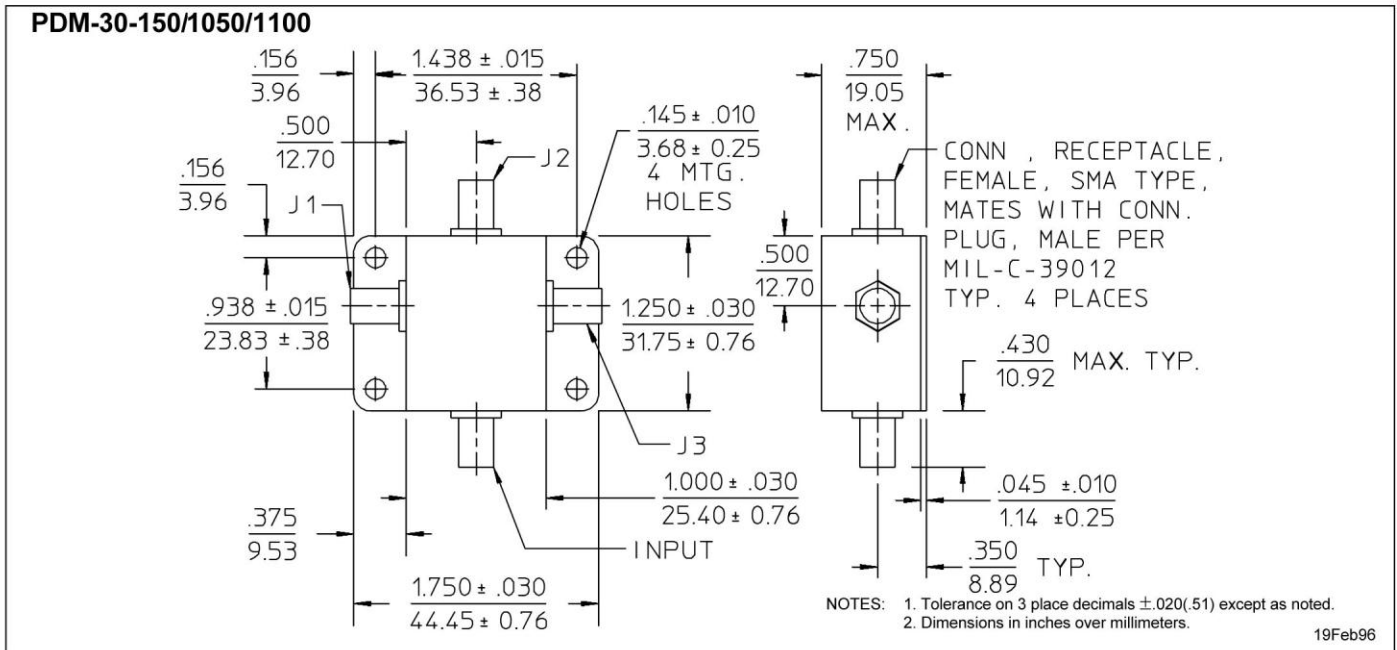 PDM-30-150/1050/1100
.156
3.96
1.438 ± .015
36.53 ± .38
.500
12.70
.156
3.96
J1
J2
.145 ± .010
3.68 ± 0.25
4 MTG.
HOLES
.938 ± .015
23.83 ± .38
1.250 ± .030
31.75 ± 0.76
J3
1.000 ± .030
25.40 ± 0.76
INPUT
.375
9.53
1.750 ± .030
44.45 ± 0.76
.750
19.05
MAX.
CONN , RECEPTACLE,
FEMALE, SMA TYPE,
MATES WITH CONN.
PLUG, MALE PER
MIL-C-39012
TYP. 4 PLACES
.500
12.70
.430
10.92
MAX. TYP.
.045 ±.010
1.14 ±0.25
.350
8.89
TYP.
NOTES: 1. Tolerance on 3 place decimals ±.020(.51) except as noted.
2. Dimensions in inches over millimeters.
19Feb96